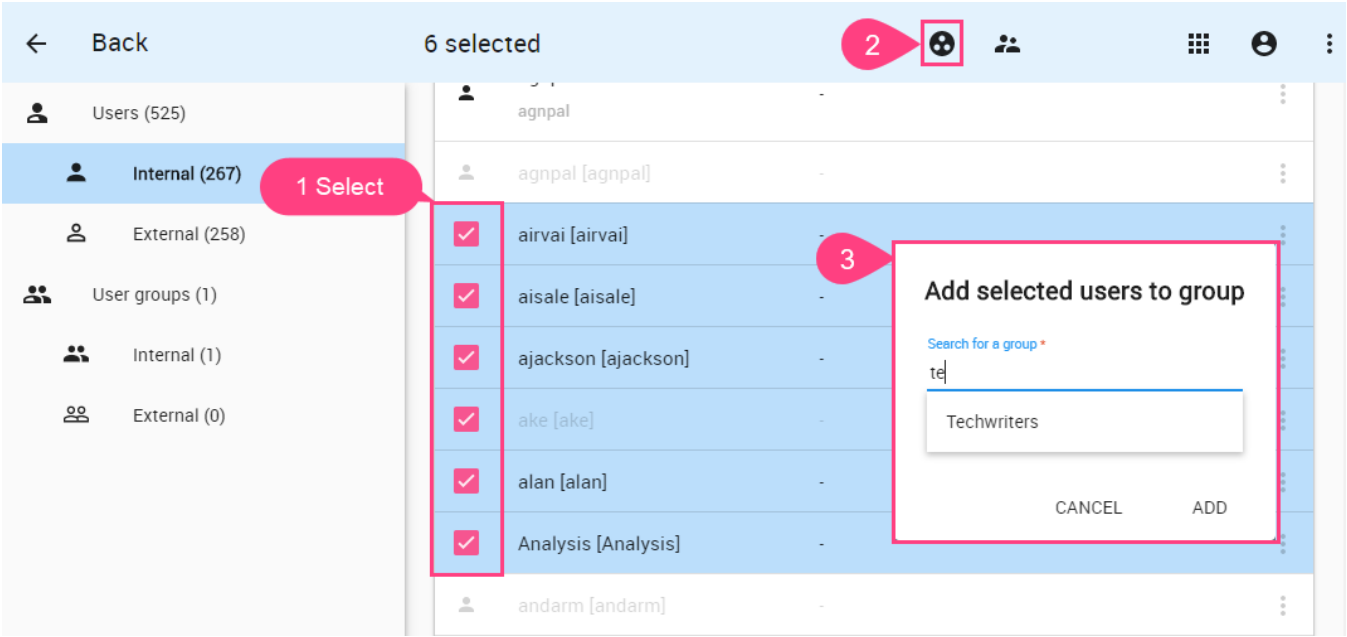 Back
6 selected
2
Users (525)
agnpal
-
Internal (267)
1 Select
agnpal [agnpal]
-
External (258)
airvai [airvai]
-
3
User groups (1)
aisale [aisale]
-
Add selected users to group
Internal (1)
ajackson [ajackson]
-
Search for a group *
te
External (0)
ake [ake]
-
Techwriters
alan [alan]
-
CANCEL
ADD
Analysis [Analysis]
-
andarm [andarm]
-